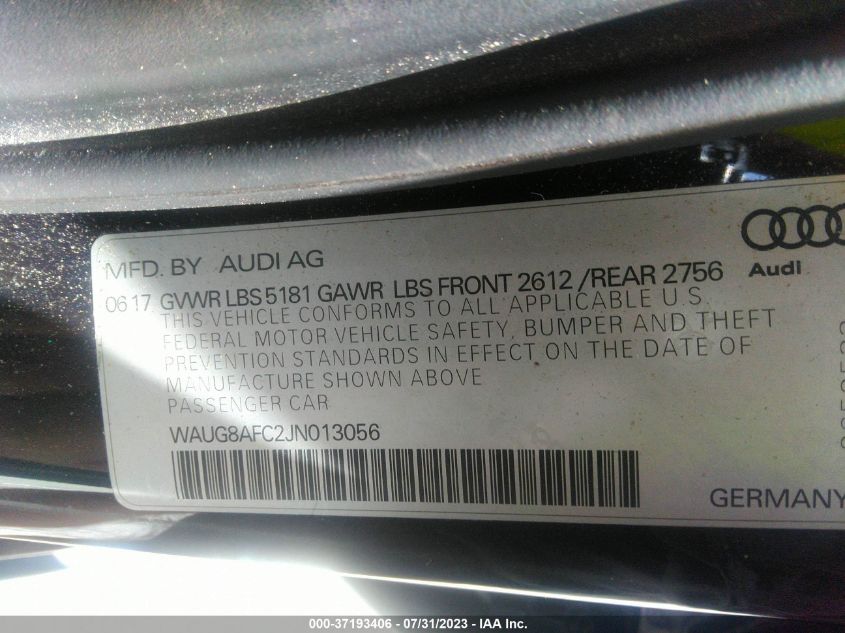 MFD. BY AUDI AG
Audi
06 17 GVWR LBS 5181 GAWR LBS FRONT 2612 /REAR 2756
THIS VEHICLE CONFORMS TO ALL APPLICABLE U.S.
FEDERAL MOTOR VEHICLE SAFETY, BUMPER AND THEFT
PREVENTION STANDARDS IN EFFECT ON THE DATE OF
MANUFACTURE SHOWN ABOVE
PASSENGER CAR
WAUG8AFC2JN013056
GERMANY
000-37193406 - 07/31/2023 - © IAA Inc.